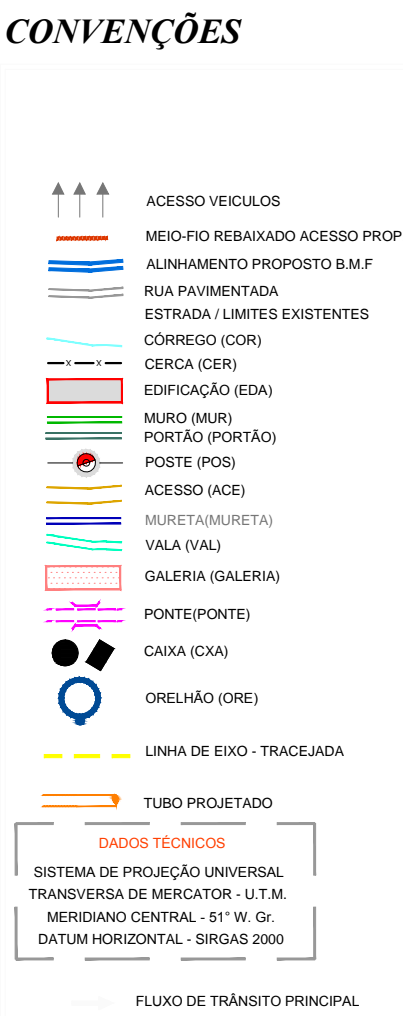 CONVENÇÕES
ACESSO VEICULOS
MEIO-FIO REBAIXADO ACESSO PROP
ALINHAMENTO PROPOSTO B.M.F
RUA PAVIMENTADA
ESTRADA / LIMITES EXISTENTES
CÓRREGO (COR)
x x
CERCA (CER)
EDIFICAÇÃO (EDA)
MURO (MUR)
PORTÃO (PORTÃO)
POSTE (POS)
ACESSO (ACE)
MURETA(MURETA)
VALA (VAL)
GALERIA (GALERIA)
PONTE(PONTE)
CAIXA (CXA)
ORELHÃO (ORE)
LINHA DE EIXO - TRACEJADA
TUBO PROJETADO
DADOS TÉCNICOS
SISTEMA DE PROJEÇÃO UNIVERSAL
TRANSVERSA DE MERCATOR - U.T.M.
MERIDIANO CENTRAL - 51° W. Gr.
DATUM HORIZONTAL - SIRGAS 2000
FLUXO DE TRÂNSITO PRINCIPAL